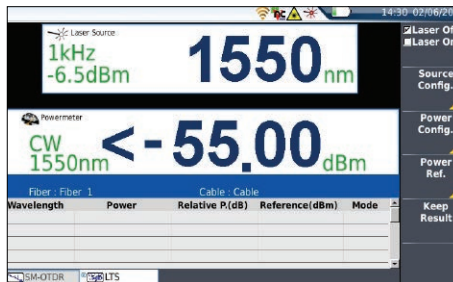 14:30 02/06/20
Laser Source
1kHz
-6.5dBm
1550nm
Laser Of
Laser On
Source
Config.
Powermeter
CW
1550nm
<-55.00dBm
Power
Config.
Power
Ref.
Fiber : Fiber 1
Cable : Cable
Wavelength Power Relative P.(dB) Reference(dBm) Mode
Keep
Result
SM-OTDR
LTS